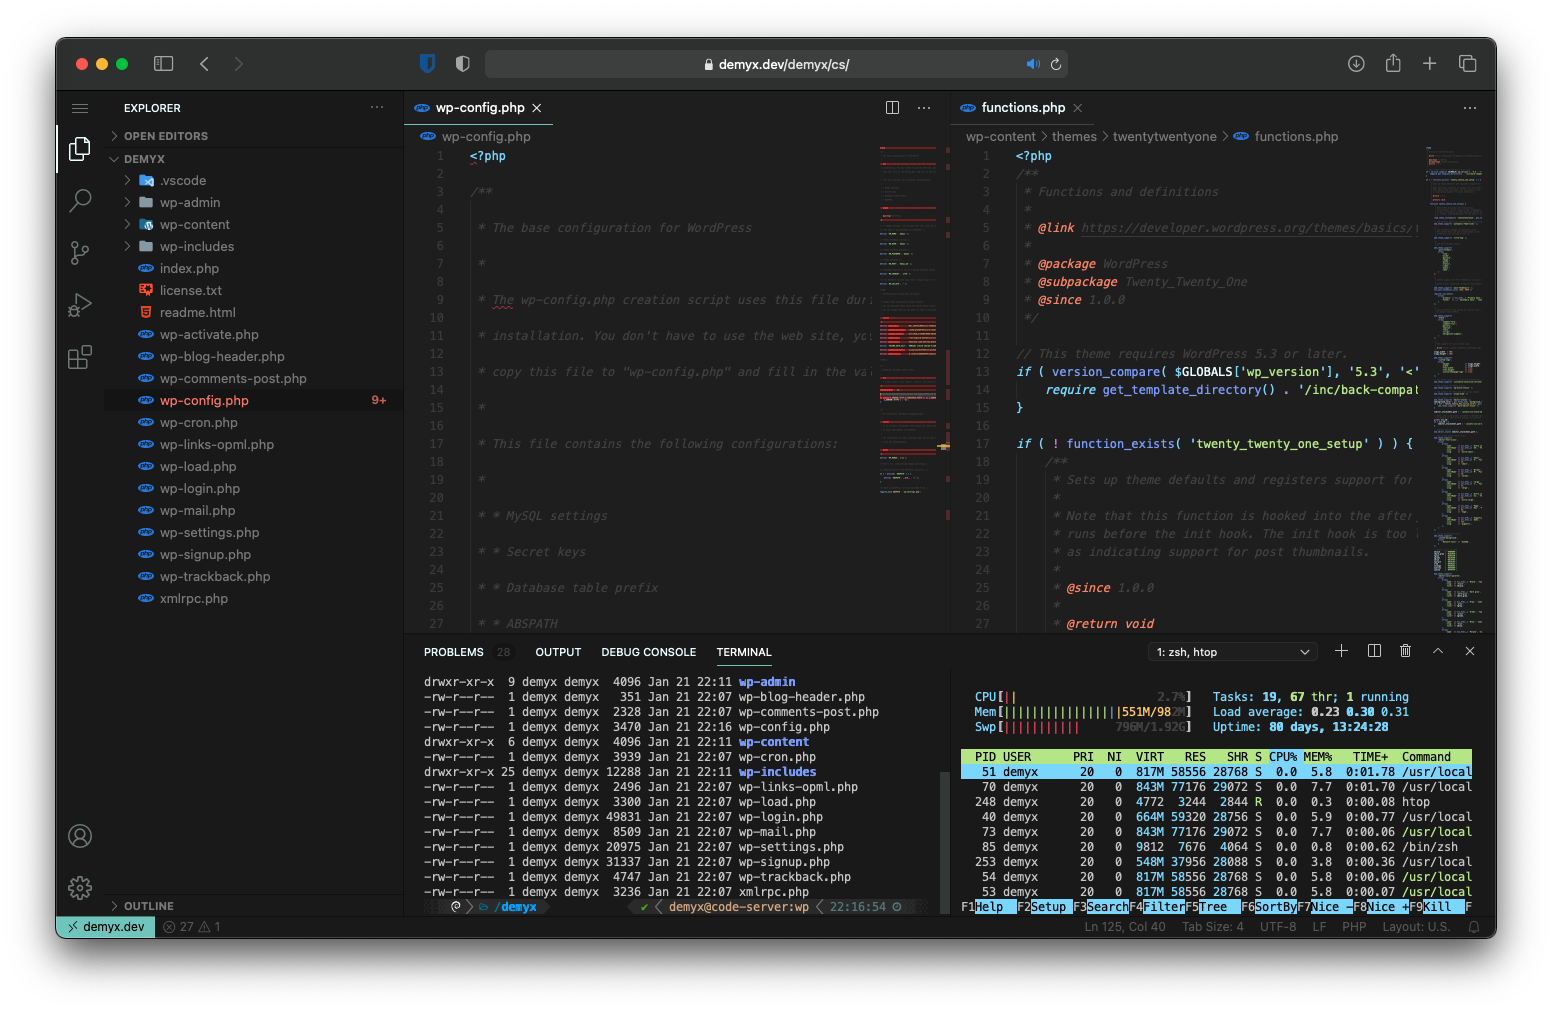 demyx.dev/demyx/cs/
EXPLORER
OPEN EDITORS
DEMYX
.vscode
wp-admin
wp-content
wp-includes
index.php
license.txt
readme.html
wp-activate.php
wp-blog-header.php
wp-comments-post.php
wp-config.php 9+
wp-cron.php
wp-links-opml.php
wp-load.php
wp-login.php
wp-mail.php
wp-settings.php
wp-signup.php
wp-trackback.php
xmlrpc.php
OUTLINE
wp-config.php
wp-config.php
1 <?php
2
3 /**
4
5 * The base configuration for WordPress
6
7 *
8
9 * The wp-config.php creation script uses this file dur
10
11 * installation. You don't have to use the web site, yo
12
13 * copy this file to "wp-config.php" and fill in the va
14
15 *
16
17 * This file contains the following configurations:
18
19 *
20
21 * * MySQL settings
22
23 * * Secret keys
24
25 * * Database table prefix
26
27 * * ABSPATH
functions.php
wp-content > themes > twentytwentyone > functions.php
1 <?php
2 /**
3 * Functions and definitions
4 *
5 * @link https://developer.wordpress.org/themes/basics/
6 *
7 * @package WordPress
8 * @subpackage Twenty_Twenty_One
9 * @since 1.0.0
10 */
11
12 // This theme requires WordPress 5.3 or later.
13 if ( version_compare( $GLOBALS['wp_version'], '5.3', '<'
14 require get_template_directory() . '/inc/back-compat
15 }
16
17 if ( ! function_exists( 'twenty_twenty_one_setup' ) ) {
18 /**
19 * Sets up theme defaults and registers support for
20 *
21 * Note that this function is hooked into the after_
22 * runs before the init hook. The init hook is too
23 * as indicating support for post thumbnails.
24 *
25 * @since 1.0.0
26 *
27 * @return void
PROBLEMS 28 OUTPUT DEBUG CONSOLE TERMINAL
1: zsh, htop
drwxr-xr-x 9 demyx demyx 4096 Jan 21 22:11 wp-admin
-rw-r--r-- 1 demyx demyx 351 Jan 21 22:07 wp-blog-header.php
-rw-r--r-- 1 demyx demyx 2328 Jan 21 22:07 wp-comments-post.php
-rw-r--r-- 1 demyx demyx 3470 Jan 21 22:16 wp-config.php
drwxr-xr-x 6 demyx demyx 4096 Jan 21 22:11 wp-content
-rw-r--r-- 1 demyx demyx 3939 Jan 21 22:07 wp-cron.php
drwxr-xr-x 25 demyx demyx 12288 Jan 21 22:11 wp-includes
-rw-r--r-- 1 demyx demyx 2496 Jan 21 22:07 wp-links-opml.php
-rw-r--r-- 1 demyx demyx 3300 Jan 21 22:07 wp-load.php
-rw-r--r-- 1 demyx demyx 49831 Jan 21 22:07 wp-login.php
-rw-r--r-- 1 demyx demyx 8509 Jan 21 22:07 wp-mail.php
-rw-r--r-- 1 demyx demyx 20975 Jan 21 22:07 wp-settings.php
-rw-r--r-- 1 demyx demyx 31337 Jan 21 22:07 wp-signup.php
-rw-r--r-- 1 demyx demyx 4747 Jan 21 22:07 wp-trackback.php
-rw-r--r-- 1 demyx demyx 3236 Jan 21 22:07 xmlrpc.php
/demyx ✔ demyx@code-server:wp 22:16:54
CPU[|| 2.7%] Tasks: 19, 67 thr; 1 running
Mem[|||||||||||||||||551M/982M] Load average: 0.23 0.30 0.31
Swp[||||||||||| 796M/1.92G] Uptime: 80 days, 13:24:28
PID USER PRI NI VIRT RES SHR S CPU% MEM% TIME+ Command
51 demyx 20 0 817M 58556 28768 S 0.0 5.8 0:01.78 /usr/local
70 demyx 20 0 843M 77176 29072 S 0.0 7.7 0:01.70 /usr/local
248 demyx 20 0 4772 3244 2844 R 0.0 0.3 0:00.08 htop
40 demyx 20 0 664M 59320 28756 S 0.0 5.9 0:00.77 /usr/local
73 demyx 20 0 843M 77176 29072 S 0.0 7.7 0:00.06 /usr/local
85 demyx 20 0 9812 7676 4064 S 0.0 0.8 0:00.62 /bin/zsh
253 demyx 20 0 548M 37956 28088 S 0.0 3.8 0:00.36 /usr/local
54 demyx 20 0 817M 58556 28768 S 0.0 5.8 0:00.06 /usr/local
53 demyx 20 0 817M 58556 28768 S 0.0 5.8 0:00.07 /usr/local
F1Help F2Setup F3SearchF4FilterF5Tree F6SortByF7Nice -F8Nice +F9Kill F
demyx.dev 27 1
Ln 125, Col 40 Tab Size: 4 UTF-8 LF PHP Layout: U.S.